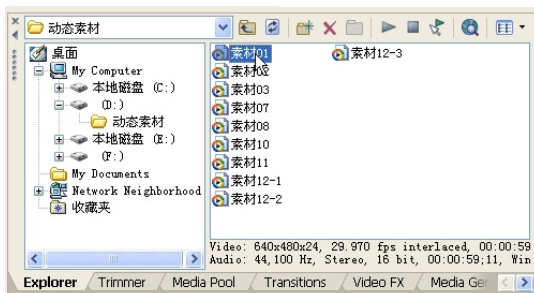 动态素材
桌面
My Computer
本地磁盘 (C:)
(D:)
动态素材
本地磁盘 (E:)
(F:)
My Documents
Network Neighborhood
收藏夹
素材01
素材02
素材03
素材07
素材08
素材10
素材11
素材12-1
素材12-2
素材12-3
Video: 640x480x24, 29.970 fps interlaced, 00:00:59
Audio: 44,100 Hz, Stereo, 16 bit, 00:00:59;11, Win
Explorer Trimmer Media Pool Transitions Video FX Media Ge